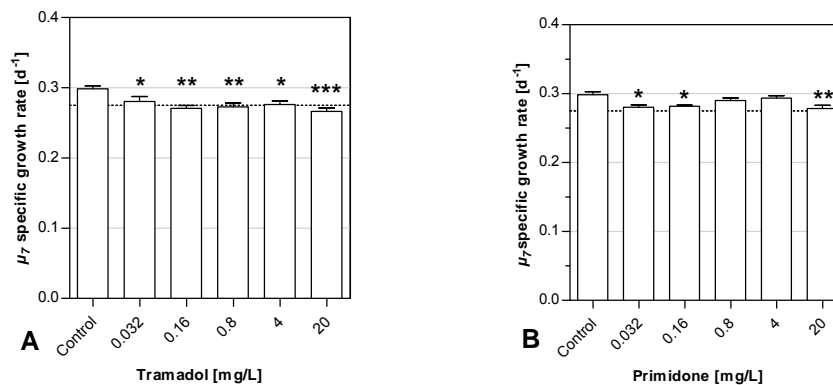 0.4
0.3
0.2
0.1
0.0
μ7 specific growth rate [d-1]
* ** ** * ***
Control 0.032 0.16 0.8 4 20
A
Tramadol [mg/L]
0.4
0.3
0.2
0.1
0.0
μ7 specific growth rate [d-1]
* * **
Control 0.032 0.16 0.8 4 20
B
Primidone [mg/L]